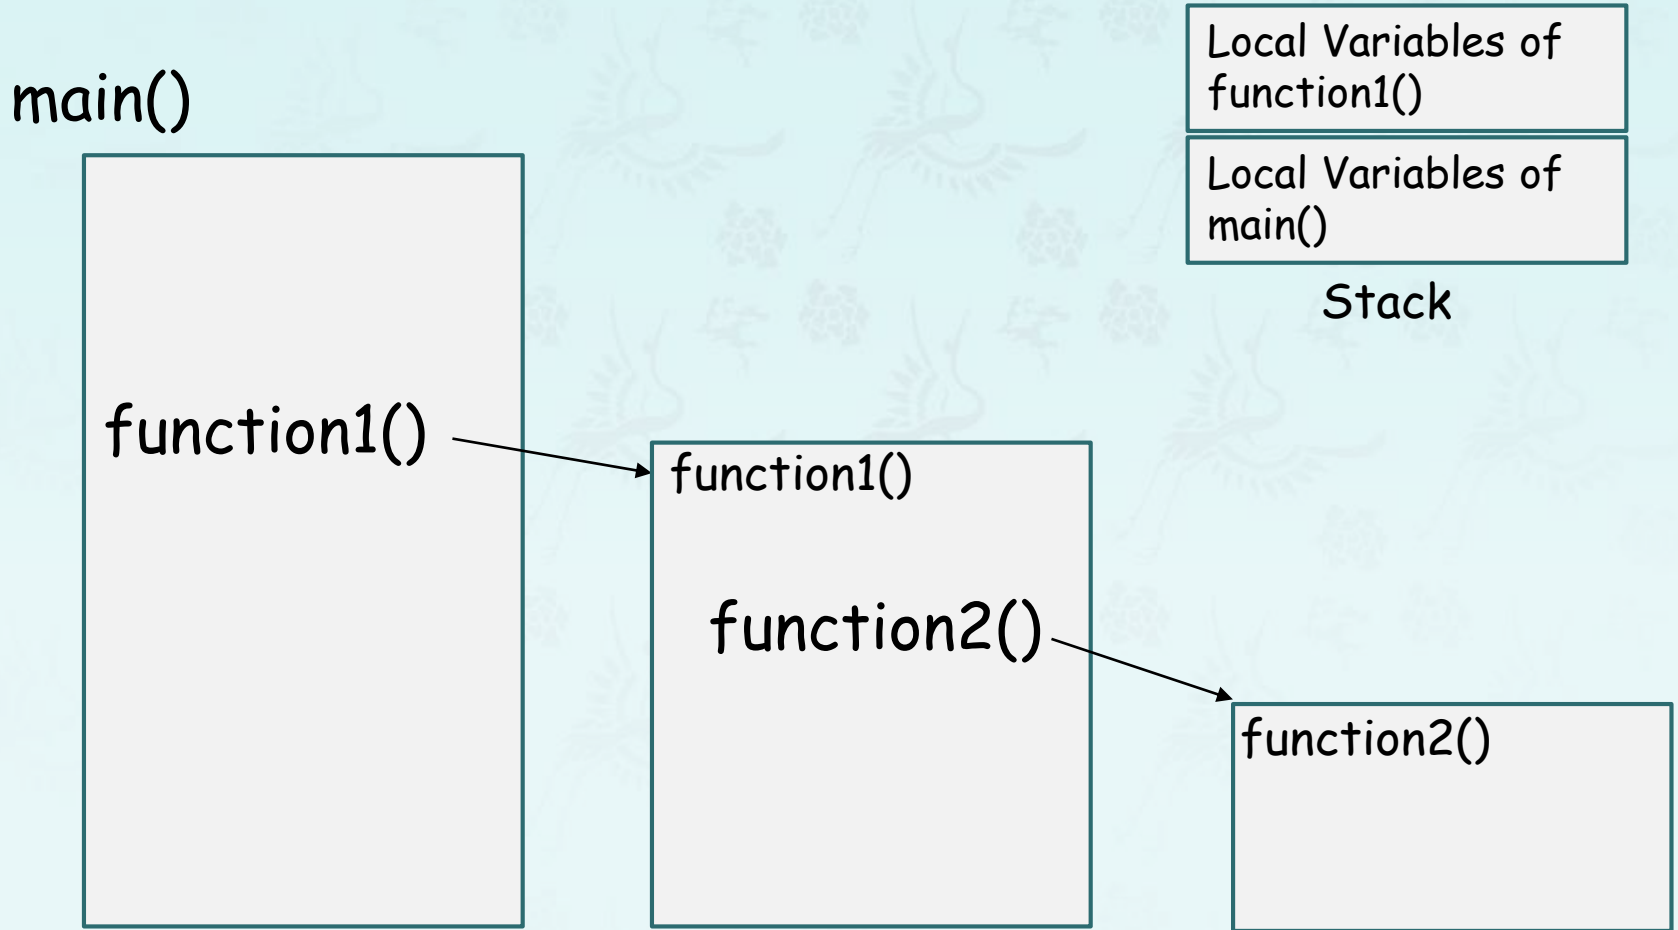 main()
Local Variables of
function1()
Local Variables of
main()
Stack
function1()
function1()
function2()
function2()